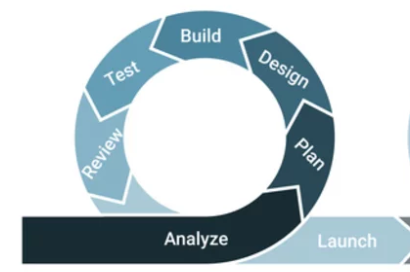 Build
Test
Design
Review
Plan
Analyze
Launch